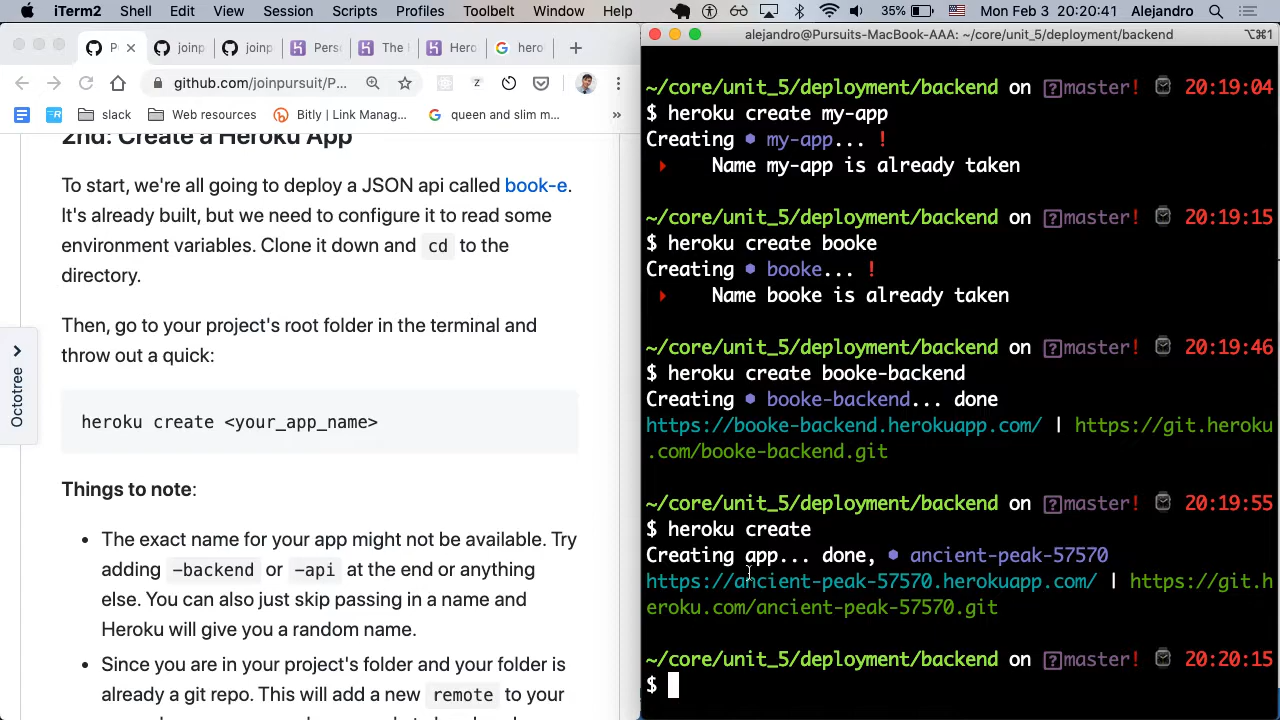 iTerm2 Shell Edit View Session Scripts Profiles Toolbelt Window Help 35% Mon Feb 3 20:20:41 Alejandro
P joinp joinp Pers The I Hero hero
github.com/joinpursuit/P...
slack Web resources Bitly | Link Manag... queen and slim m...
2nd: Create a Heroku App
To start, we're all going to deploy a JSON api called book-e.
It's already built, but we need to configure it to read some
environment variables. Clone it down and cd to the
directory.
Then, go to your project's root folder in the terminal and
throw out a quick:
Octotree
heroku create <your_app_name>
Things to note:
• The exact name for your app might not be available. Try
adding -backend or -api at the end or anything
else. You can also just skip passing in a name and
Heroku will give you a random name.
• Since you are in your project's folder and your folder is
already a git repo. This will add a new remote to your
alejandro@Pursuits-MacBook-AAA: ~/core/unit_5/deployment/backend ⌥⌘1
~/core/unit_5/deployment/backend on ?master! 20:19:04
$ heroku create my-app
Creating ⬢ my-app... !
▸ Name my-app is already taken
~/core/unit_5/deployment/backend on ?master! 20:19:15
$ heroku create booke
Creating ⬢ booke... !
▸ Name booke is already taken
~/core/unit_5/deployment/backend on ?master! 20:19:46
$ heroku create booke-backend
Creating ⬢ booke-backend... done
https://booke-backend.herokuapp.com/ | https://git.heroku
.com/booke-backend.git
~/core/unit_5/deployment/backend on ?master! 20:19:55
$ heroku create
Creating app... done, ⬢ ancient-peak-57570
https://ancient-peak-57570.herokuapp.com/ | https://git.h
eroku.com/ancient-peak-57570.git
~/core/unit_5/deployment/backend on ?master! 20:20:15
$